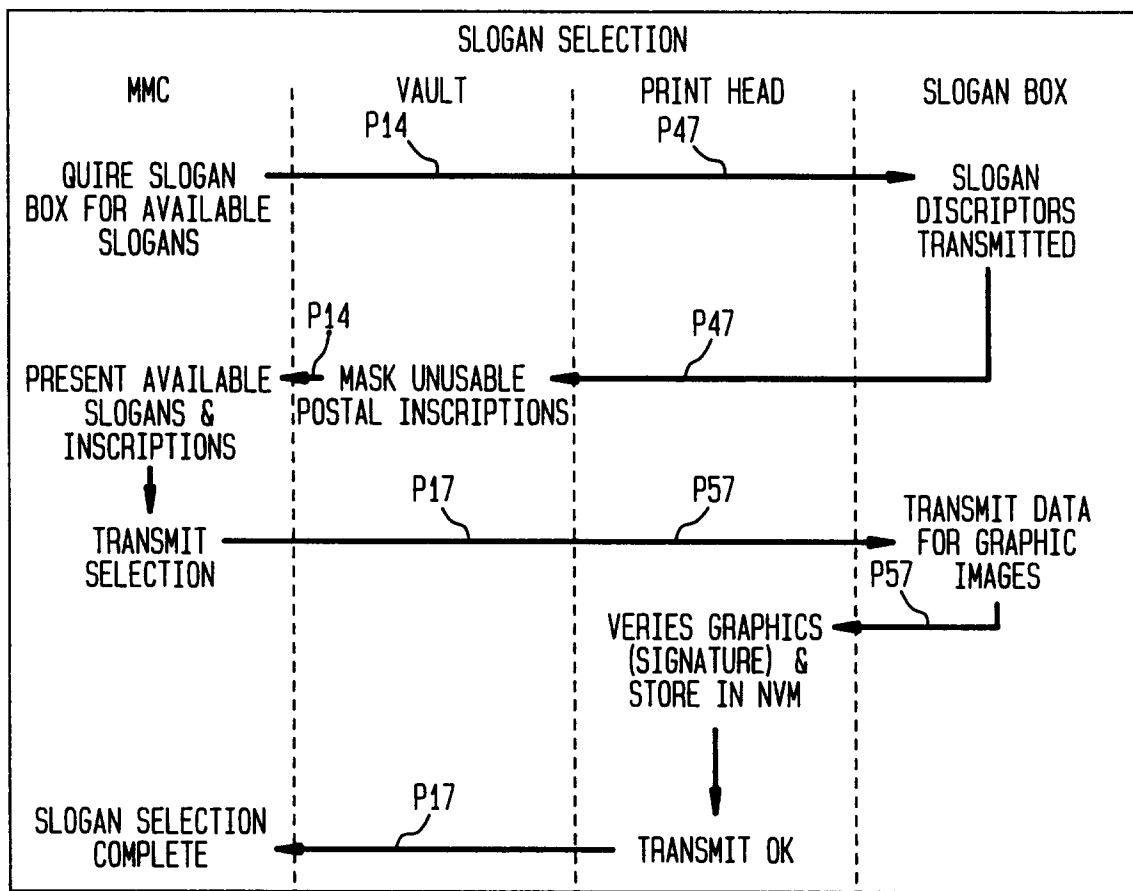 SLOGAN SELECTION
MMC
VAULT
PRINT HEAD
SLOGAN BOX
P14
P47
QUIRE SLOGAN
BOX FOR AVAILABLE
SLOGANS
SLOGAN
DISCRIPTORS
TRANSMITTED
P14
P47
PRESENT AVAILABLE
SLOGANS &
INSCRIPTIONS
MASK UNUSABLE
POSTAL INSCRIPTIONS
P17
P57
TRANSMIT
SELECTION
TRANSMIT DATA
FOR GRAPHIC
IMAGES
P57
VERIES GRAPHICS
(SIGNATURE) &
STORE IN NVM
P17
SLOGAN SELECTION
COMPLETE
TRANSMIT OK